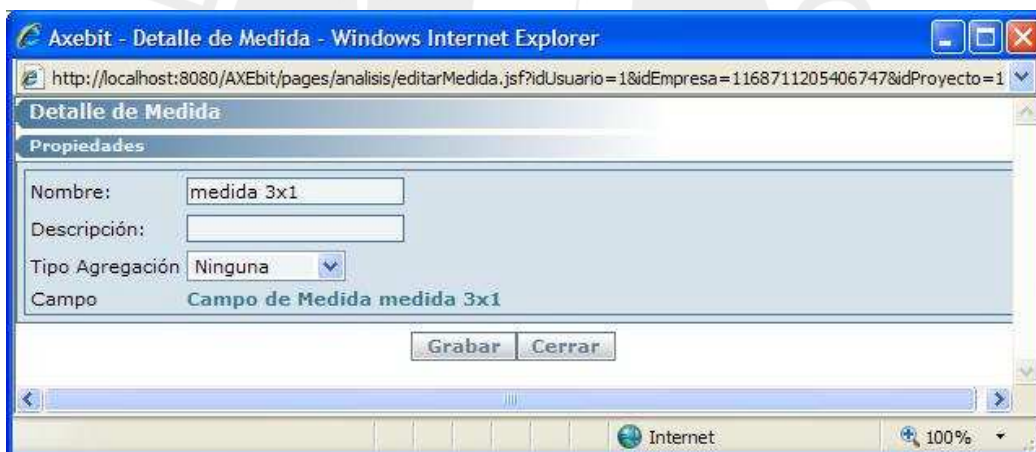 Axebit - Detalle de Medida - Windows Internet Explorer
http://localhost:8080/AXEbit/pages/analisis/editarMedida.jsf?idUsuario=1&idEmpresa=1168711205406747&idProyecto=1
Detalle de Medida
Propiedades
Nombre: medida 3x1
Descripción:
Tipo Agregación Ninguna
Campo Campo de Medida medida 3x1
Grabar Cerrar
Internet 100%